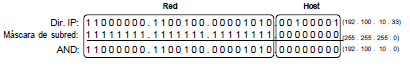 Red Host
Dir. IP: 11000000.1100100.00001010 00100001 (192. 100. 10. 33)
Máscara de subred: 11111111.1111111.11111111 00000000 (255. 255. 255. 0)
AND: 11000000.1100100.00001010 00000000 (192. 100. 10. 0)